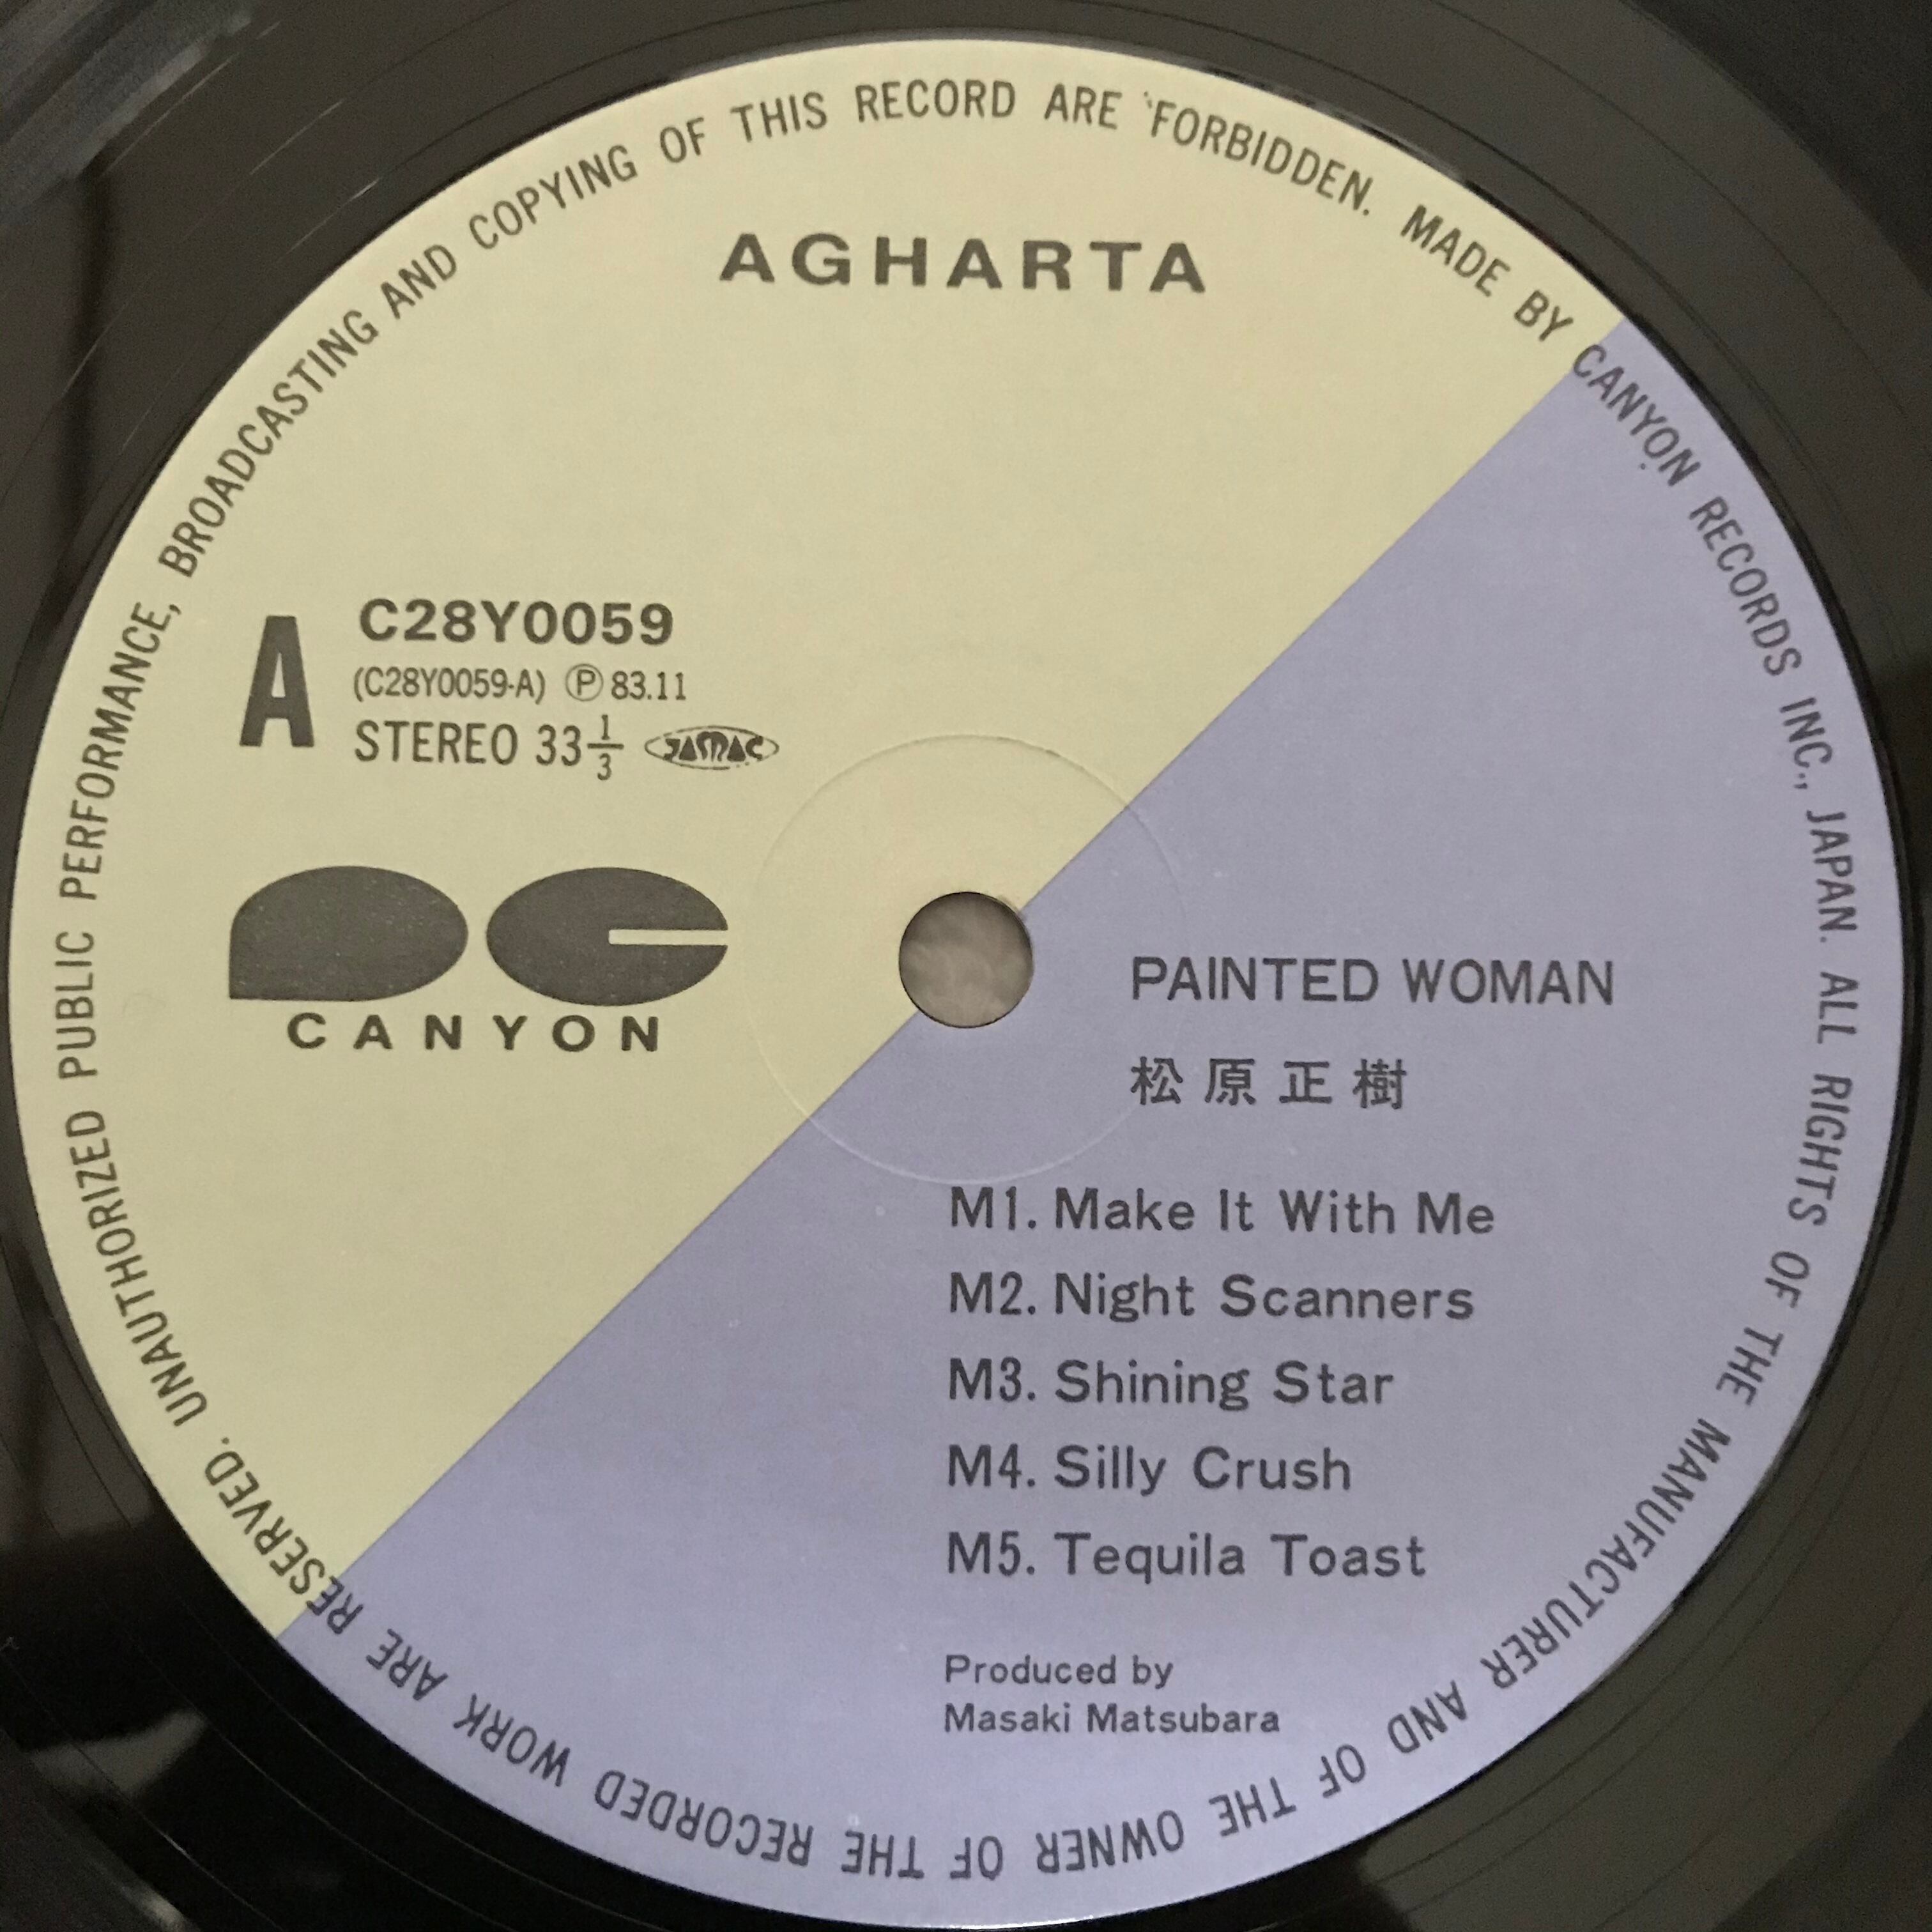 AGHARTA
A
C28Y0059
(C28Y0059-A) Ⓟ 83.11
STEREO 33 1/3 JASRAC
PC
CANYON
PAINTED WOMAN
松原正樹
M1. Make It With Me
M2. Night Scanners
M3. Shining Star
M4. Silly Crush
M5. Tequila Toast
Produced by
Masaki Matsubara
MADE BY CANYON RECORDS INC., JAPAN. ALL RIGHTS OF THE MANUFACTURER AND OF THE OWNER OF THE RECORDED WORK ARE RESERVED. UNAUTHORIZED PUBLIC PERFORMANCE, BROADCASTING AND COPYING OF THIS RECORD ARE FORBIDDEN.